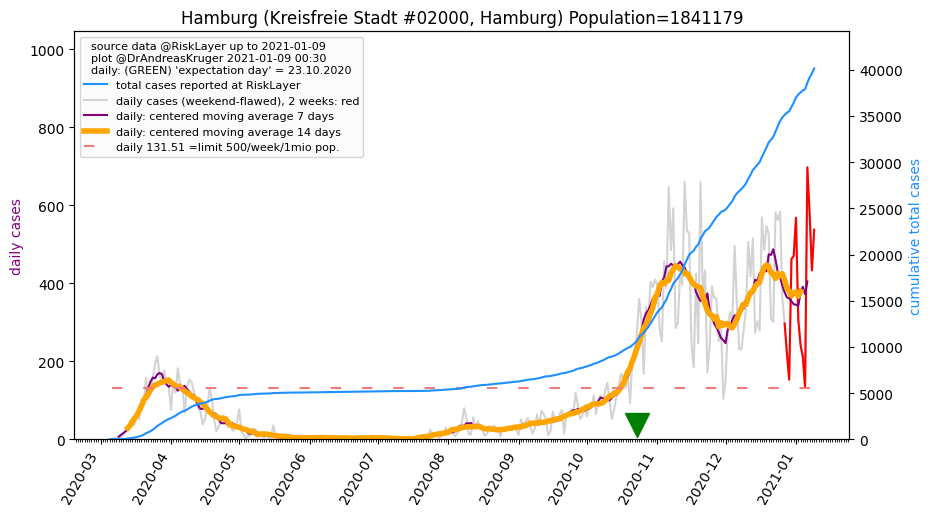 Hamburg (Kreisfreie Stadt #02000, Hamburg) Population=1841179
source data @RiskLayer up to 2021-01-09
plot @DrAndreasKruger 2021-01-09 00:30
daily: (GREEN) 'expectation day' = 23.10.2020
total cases reported at RiskLayer
daily cases (weekend-flawed), 2 weeks: red
daily: centered moving average 7 days
daily: centered moving average 14 days
daily 131.51 =limit 500/week/1mio pop.
1000
800
600
400
200
0
daily cases
40000
35000
30000
25000
20000
15000
10000
5000
0
cumulative total cases
2020-03
2020-04
2020-05
2020-06
2020-07
2020-08
2020-09
2020-10
2020-11
2020-12
2021-01